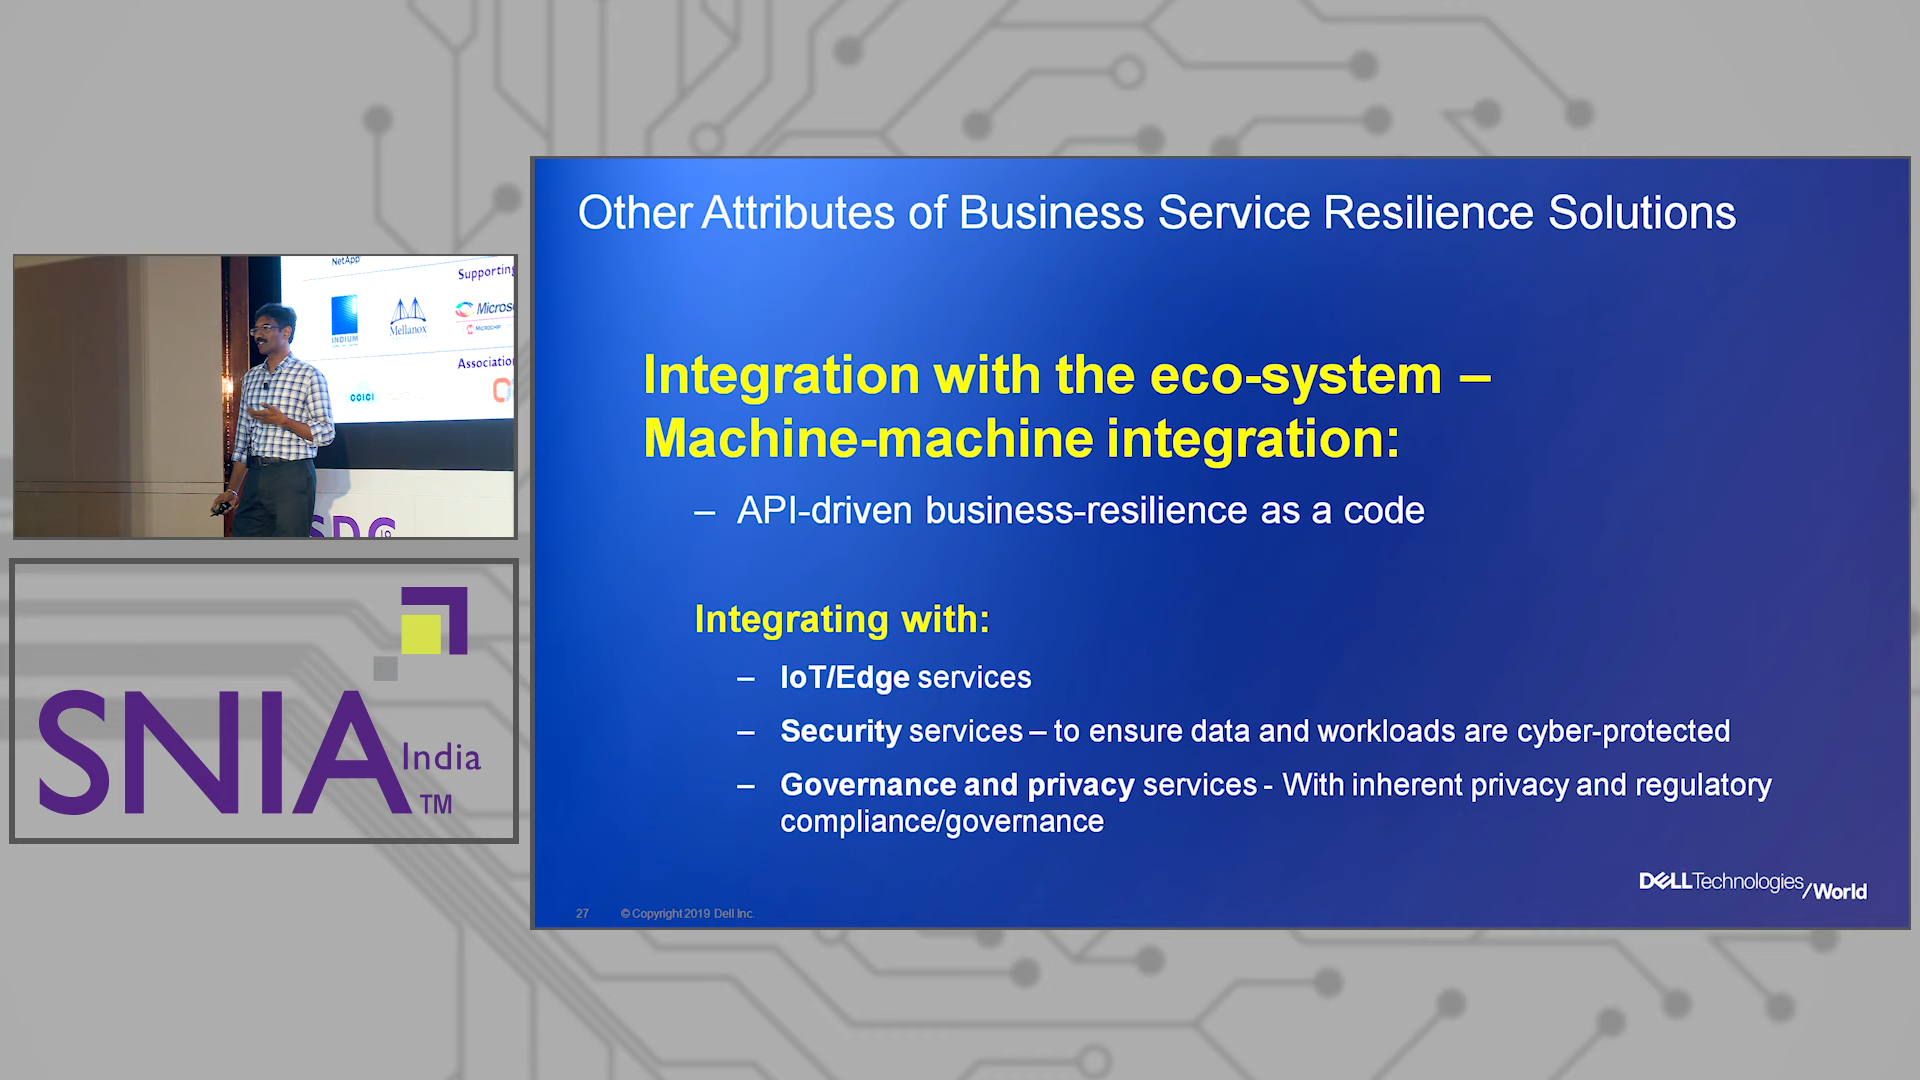 NetApp
Supporting
INDIUM
Mellanox
Micros
MICROCHIP
Association
CCICI
SDC
SNIA
India
TM
Other Attributes of Business Service Resilience Solutions
Integration with the eco-system –
Machine-machine integration:
– API-driven business-resilience as a code
Integrating with:
– IoT/Edge services
– Security services – to ensure data and workloads are cyber-protected
– Governance and privacy services - With inherent privacy and regulatory
compliance/governance
DELLTechnologies/World
27 © Copyright 2019 Dell Inc.